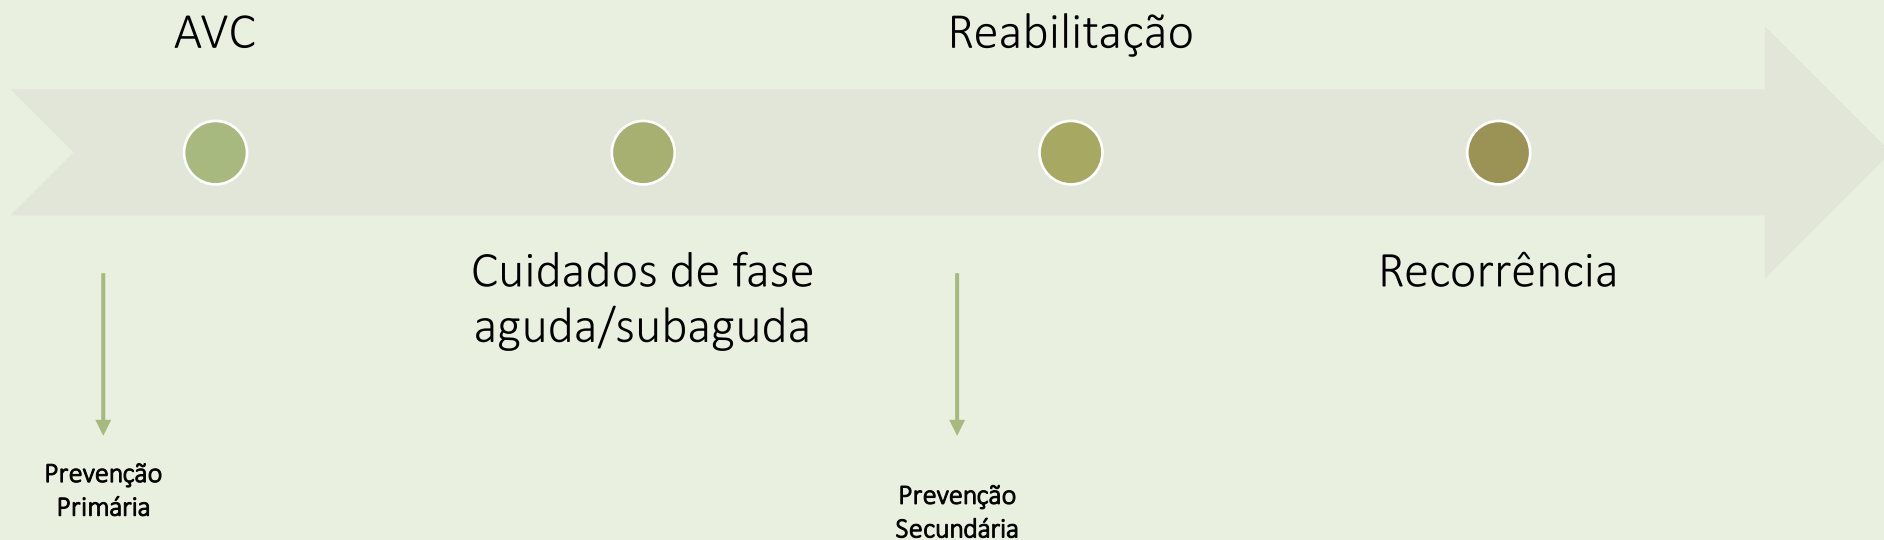 AVC
Reabilitação
Cuidados de fase
aguda/subaguda
Recorrência
Prevenção
Primária
Prevenção
Secundária